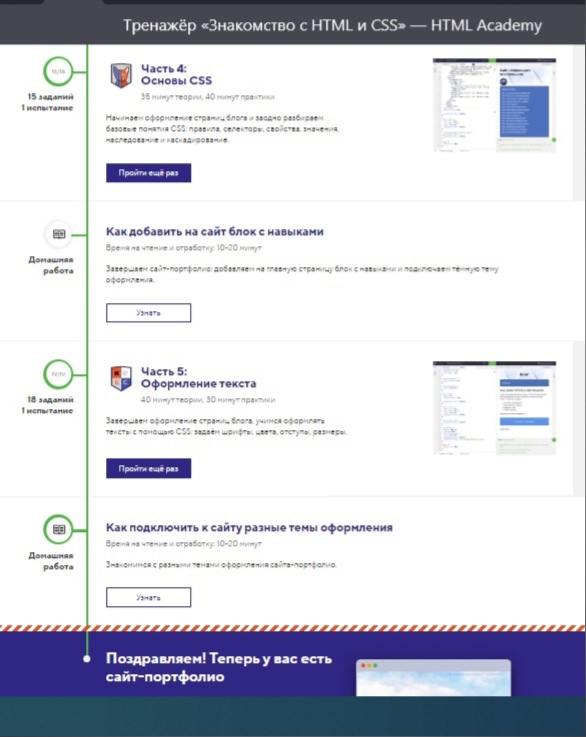 Тренажёр «Знакомство с HTML и CSS» — HTML Academy
16/16
15 заданий
1 испытание
Часть 4:
Основы CSS
35 минут теории, 40 минут практики
Начинаем оформление страниц блога и заодно разбираем
базовые понятия CSS: правила, селекторы, свойства, значения,
наследование и каскадирование.
Пройти ещё раз
Домашняя
работа
Как добавить на сайт блок с навыками
Время на чтение и отработку: 10-20 минут
Завершаем сайт-портфолио: добавляем на главную страницу блок с навыками и подключаем тёмную тему
оформления.
Узнать
18 заданий
1 испытание
Часть 5:
Оформление текста
40 минут теории, 30 минут практики
Завершаем оформление страниц блога, учимся оформлять
тексты с помощью CSS: задаём шрифты, цвета, отступы, размеры.
Пройти ещё раз
Домашняя
работа
Как подключить к сайту разные темы оформления
Время на чтение и отработку: 10-20 минут
Знакомимся с разными темами оформления сайта-портфолио.
Узнать
Поздравляем! Теперь у вас есть
сайт-портфолио